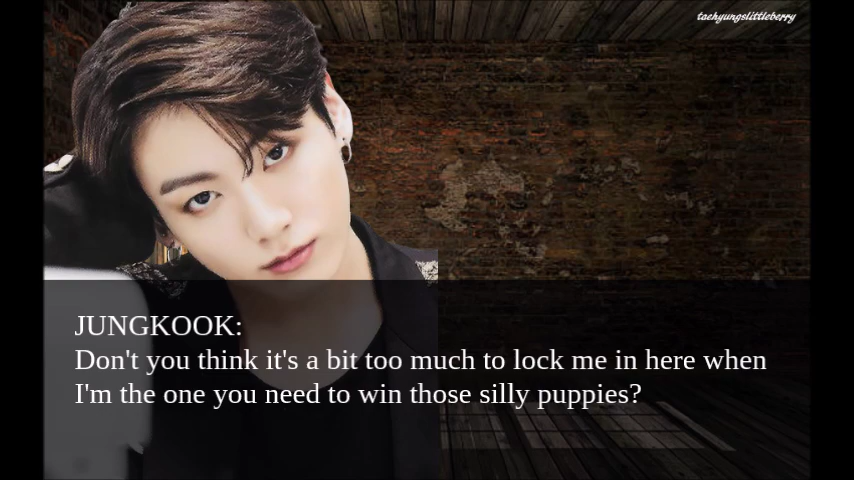 taehyungslittleberry
JUNGKOOK:
Don't you think it's a bit too much to lock me in here when
I'm the one you need to win those silly puppies?